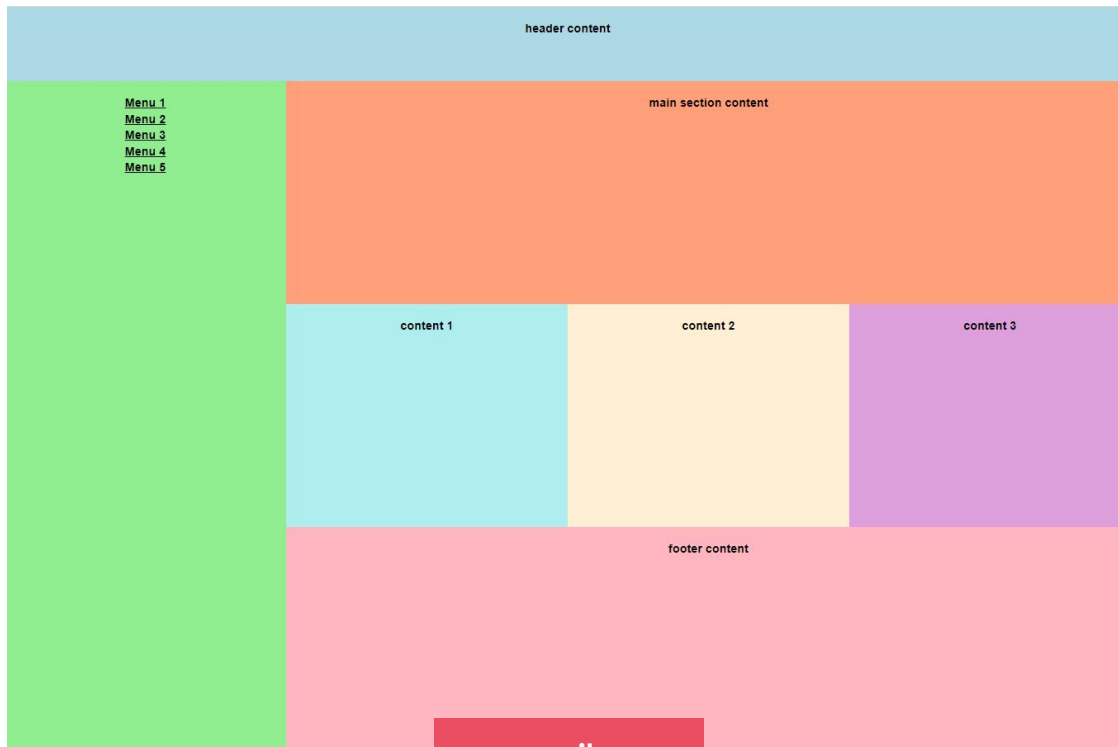 header content
Menu 1
Menu 2
Menu 3
Menu 4
Menu 5
main section content
content 1
content 2
content 3
footer content